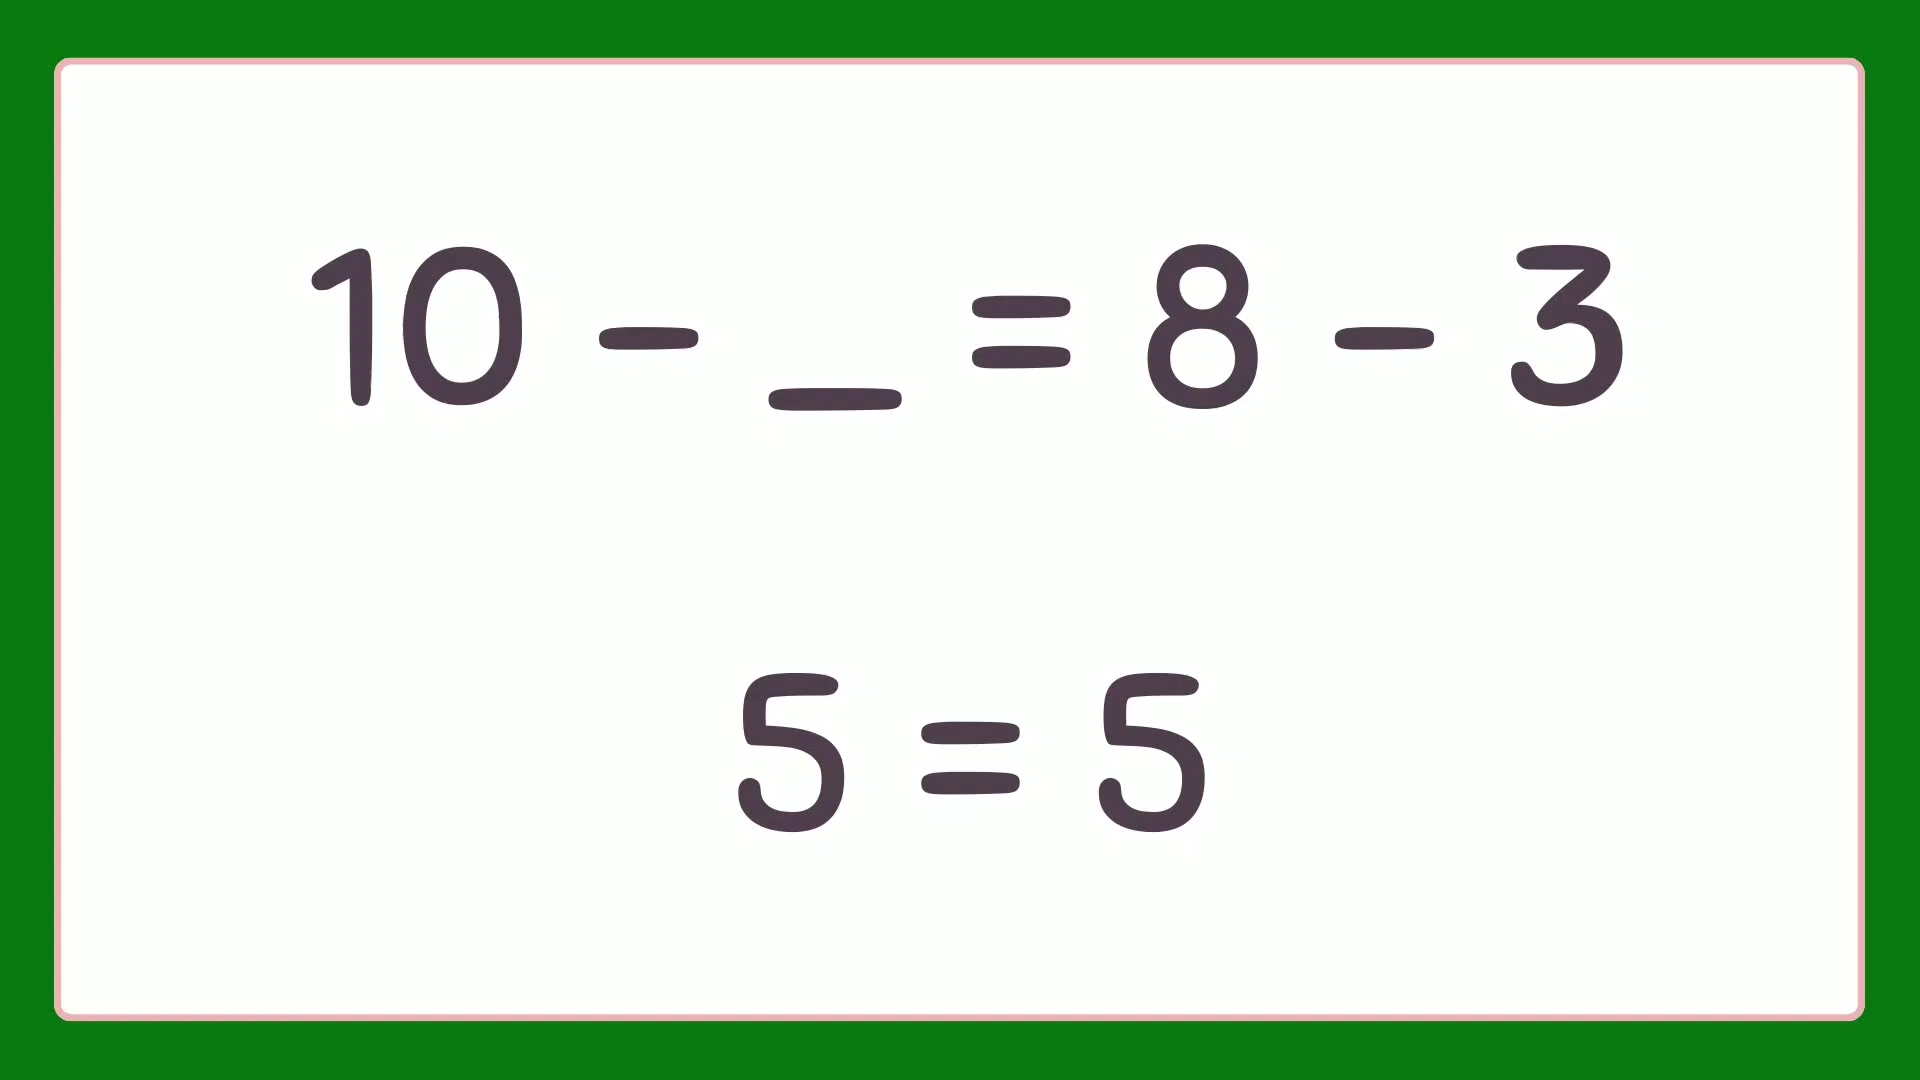 10 - _ = 8 - 3
5 = 5